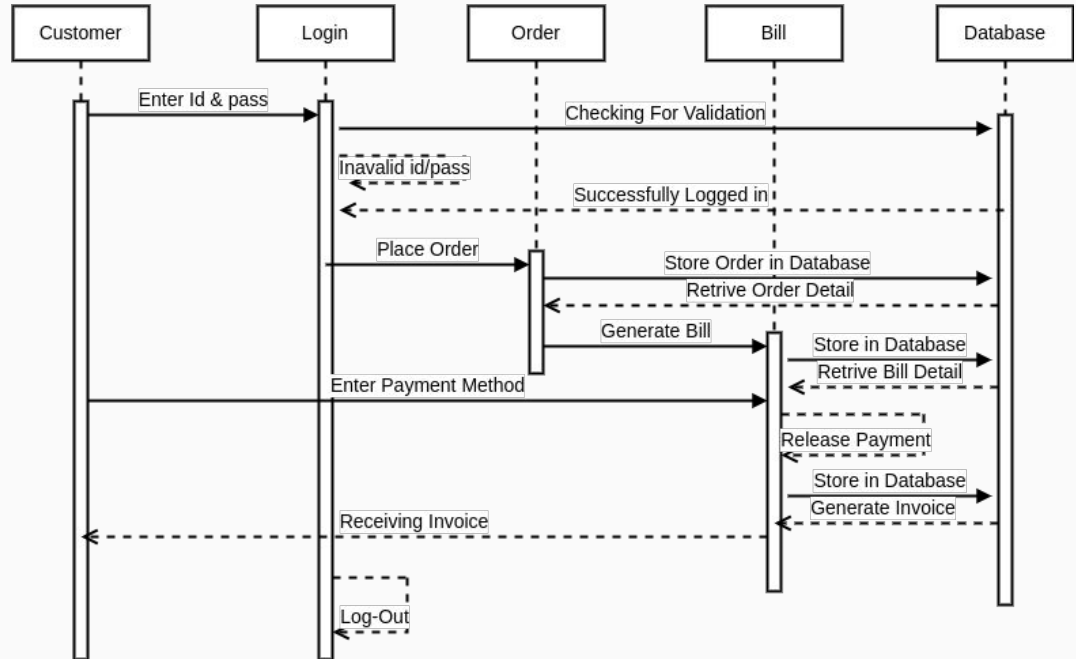 Customer
Login
Order
Bill
Database
Enter Id & pass
Checking For Validation
Inavalid id/pass
Successfully Logged in
Place Order
Store Order in Database
Retrive Order Detail
Generate Bill
Store in Database
Retrive Bill Detail
Enter Payment Method
Release Payment
Store in Database
Generate Invoice
Receiving Invoice
Log-Out